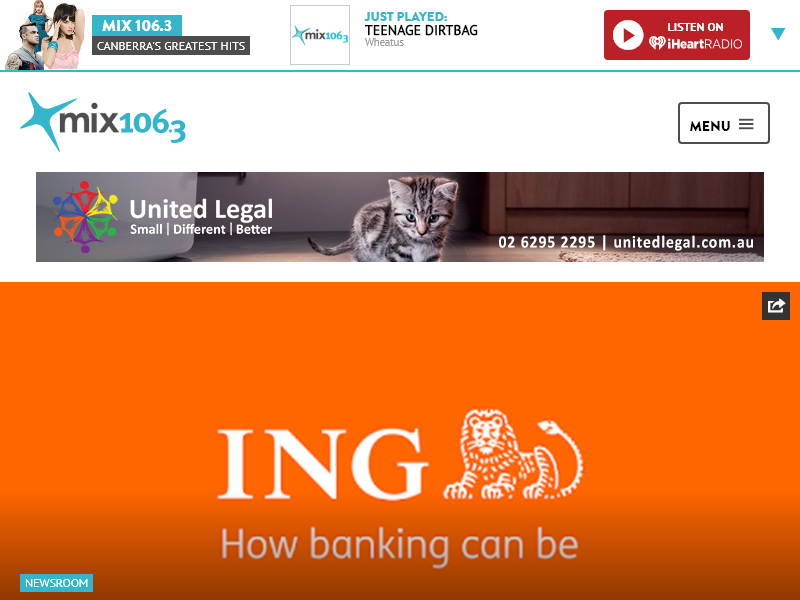 MIX 106.3
CANBERRA'S GREATEST HITS
mix106.3
JUST PLAYED:
TEENAGE DIRTBAG
Wheatus
LISTEN ON
iHeartRADIO
mix106.3
MENU
United Legal
Small | Different | Better
02 6295 2295 | unitedlegal.com.au
ING
How banking can be
NEWSROOM